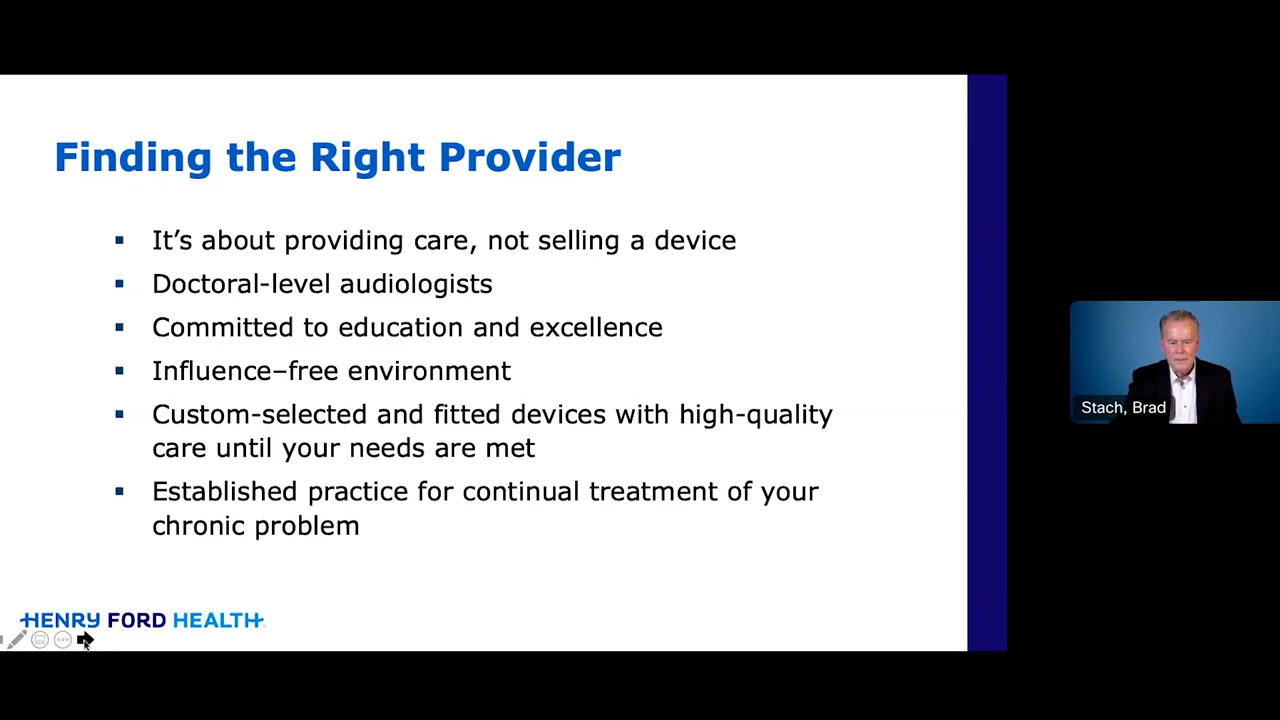 Finding the Right Provider
It’s about providing care, not selling a device
Doctoral-level audiologists
Committed to education and excellence
Influence–free environment
Custom-selected and fitted devices with high-quality
care until your needs are met
Established practice for continual treatment of your
chronic problem
HENRY FORD HEALTH
Stach, Brad